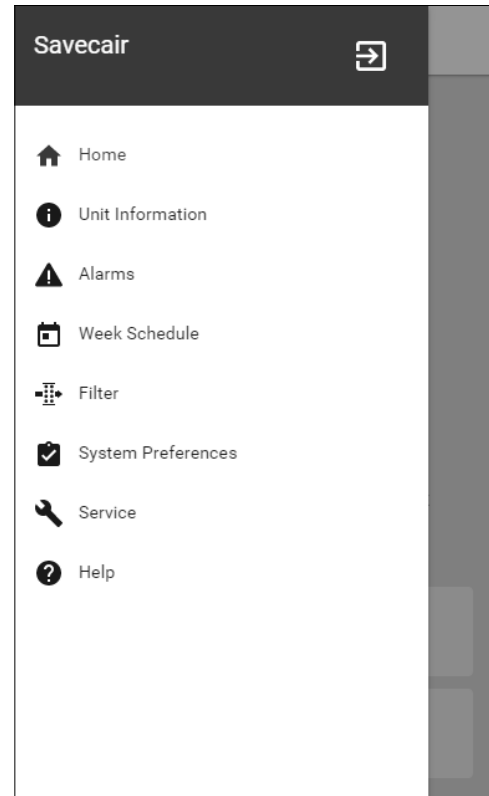 Savecair
Home
Unit Information
Alarms
Week Schedule
Filter
System Preferences
Service
Help